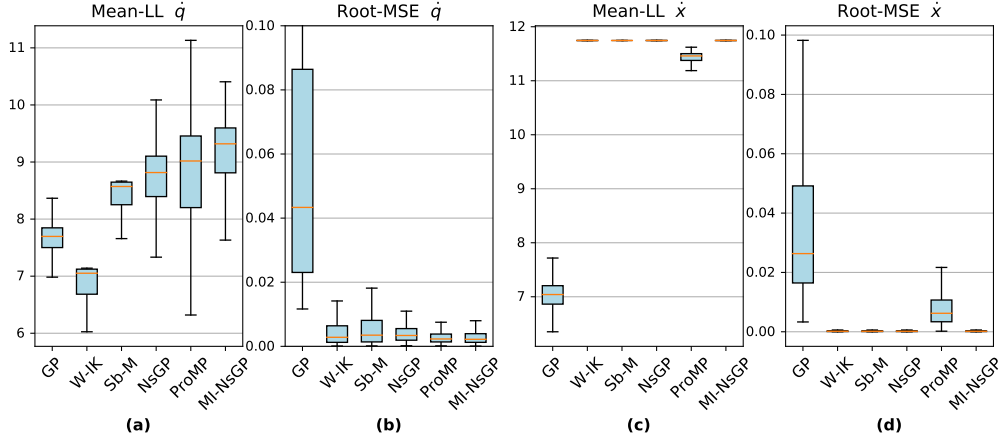 Mean-LL q̇
11
10
9
8
7
6
GP
W-IK
Sb-M
NsGP
ProMP
MI-NsGP
(a)
Root-MSE q̇
0.10
0.08
0.06
0.04
0.02
0.00
GP
W-IK
Sb-M
NsGP
ProMP
MI-NsGP
(b)
Mean-LL ẋ
12
11
10
9
8
7
GP
W-IK
Sb-M
NsGP
ProMP
MI-NsGP
(c)
Root-MSE ẋ
0.10
0.08
0.06
0.04
0.02
0.00
GP
W-IK
Sb-M
NsGP
ProMP
MI-NsGP
(d)